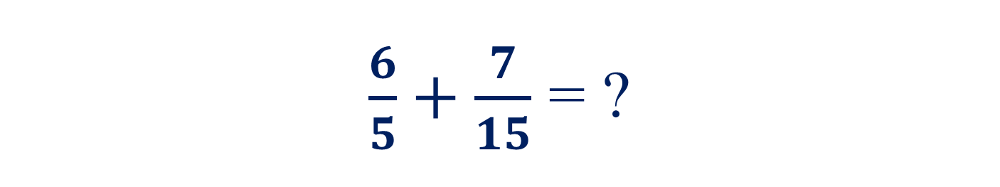 6/5 + 7/15 = ?